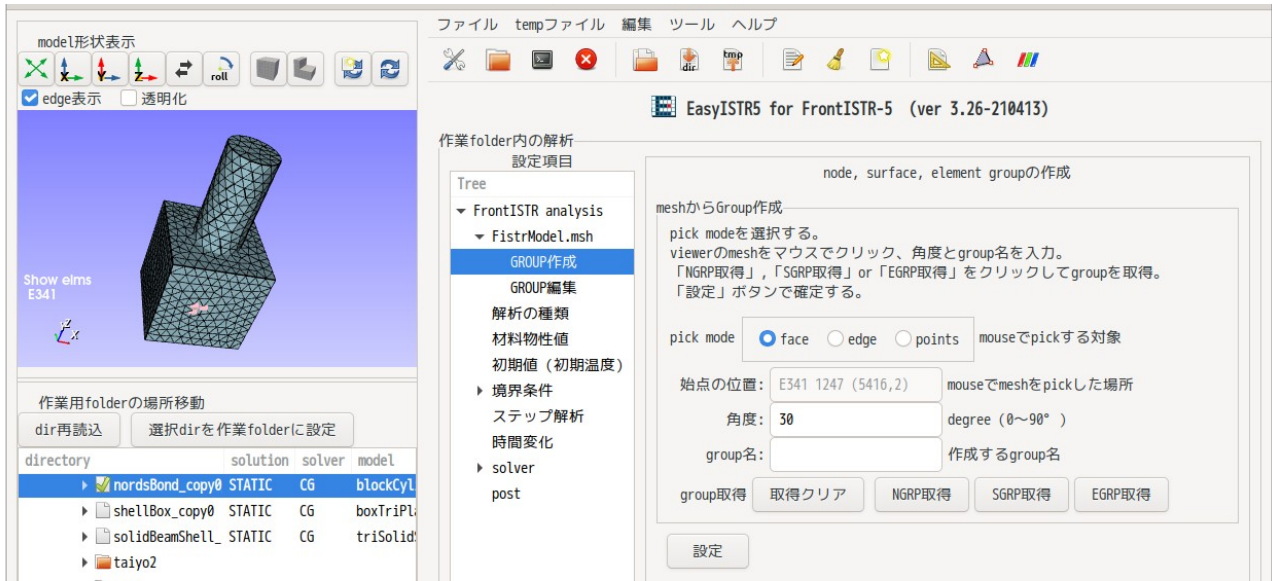 model形状表示
roll
edge表示 透明化
Show elms
E341
作業用folderの場所移動
dir再読込 選択dirを作業folderに設定
directory solution solver model
nordsBond_copy0 STATIC CG blockCyl
shellBox_copy0 STATIC CG boxTriPl
solidBeamShell_ STATIC CG triSolid
taiyo2
ファイル tempファイル 編集 ツール ヘルプ
dir tmp
EasyISTR5 for FrontISTR-5 (ver 3.26-210413)
作業folder内の解析
設定項目
Tree
FrontISTR analysis
FistrModel.msh
GROUP作成
GROUP編集
解析の種類
材料物性値
初期値(初期温度)
境界条件
ステップ解析
時間変化
solver
post
node, surface, element groupの作成
meshからGroup作成
pick modeを選択する。
viewerのmeshをマウスでクリック、角度とgroup名を入力。
「NGRP取得」,「SGRP取得」or「EGRP取得」をクリックしてgroupを取得。
「設定」ボタンで確定する。
pick mode face edge points mouseでpickする対象
始点の位置: E341 1247 (5416,2) mouseでmeshをpickした場所
角度: 30 degree (0～90° )
group名: 作成するgroup名
group取得 取得クリア NGRP取得 SGRP取得 EGRP取得
設定